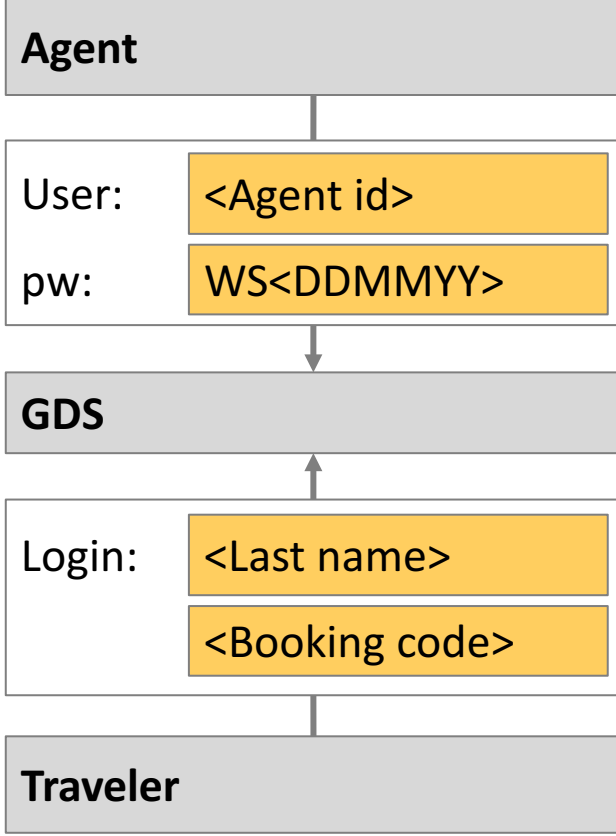 Agent
User: <Agent id>
pw: WS<DDMMYY>
GDS
Login: <Last name>
<Booking code>
Traveler